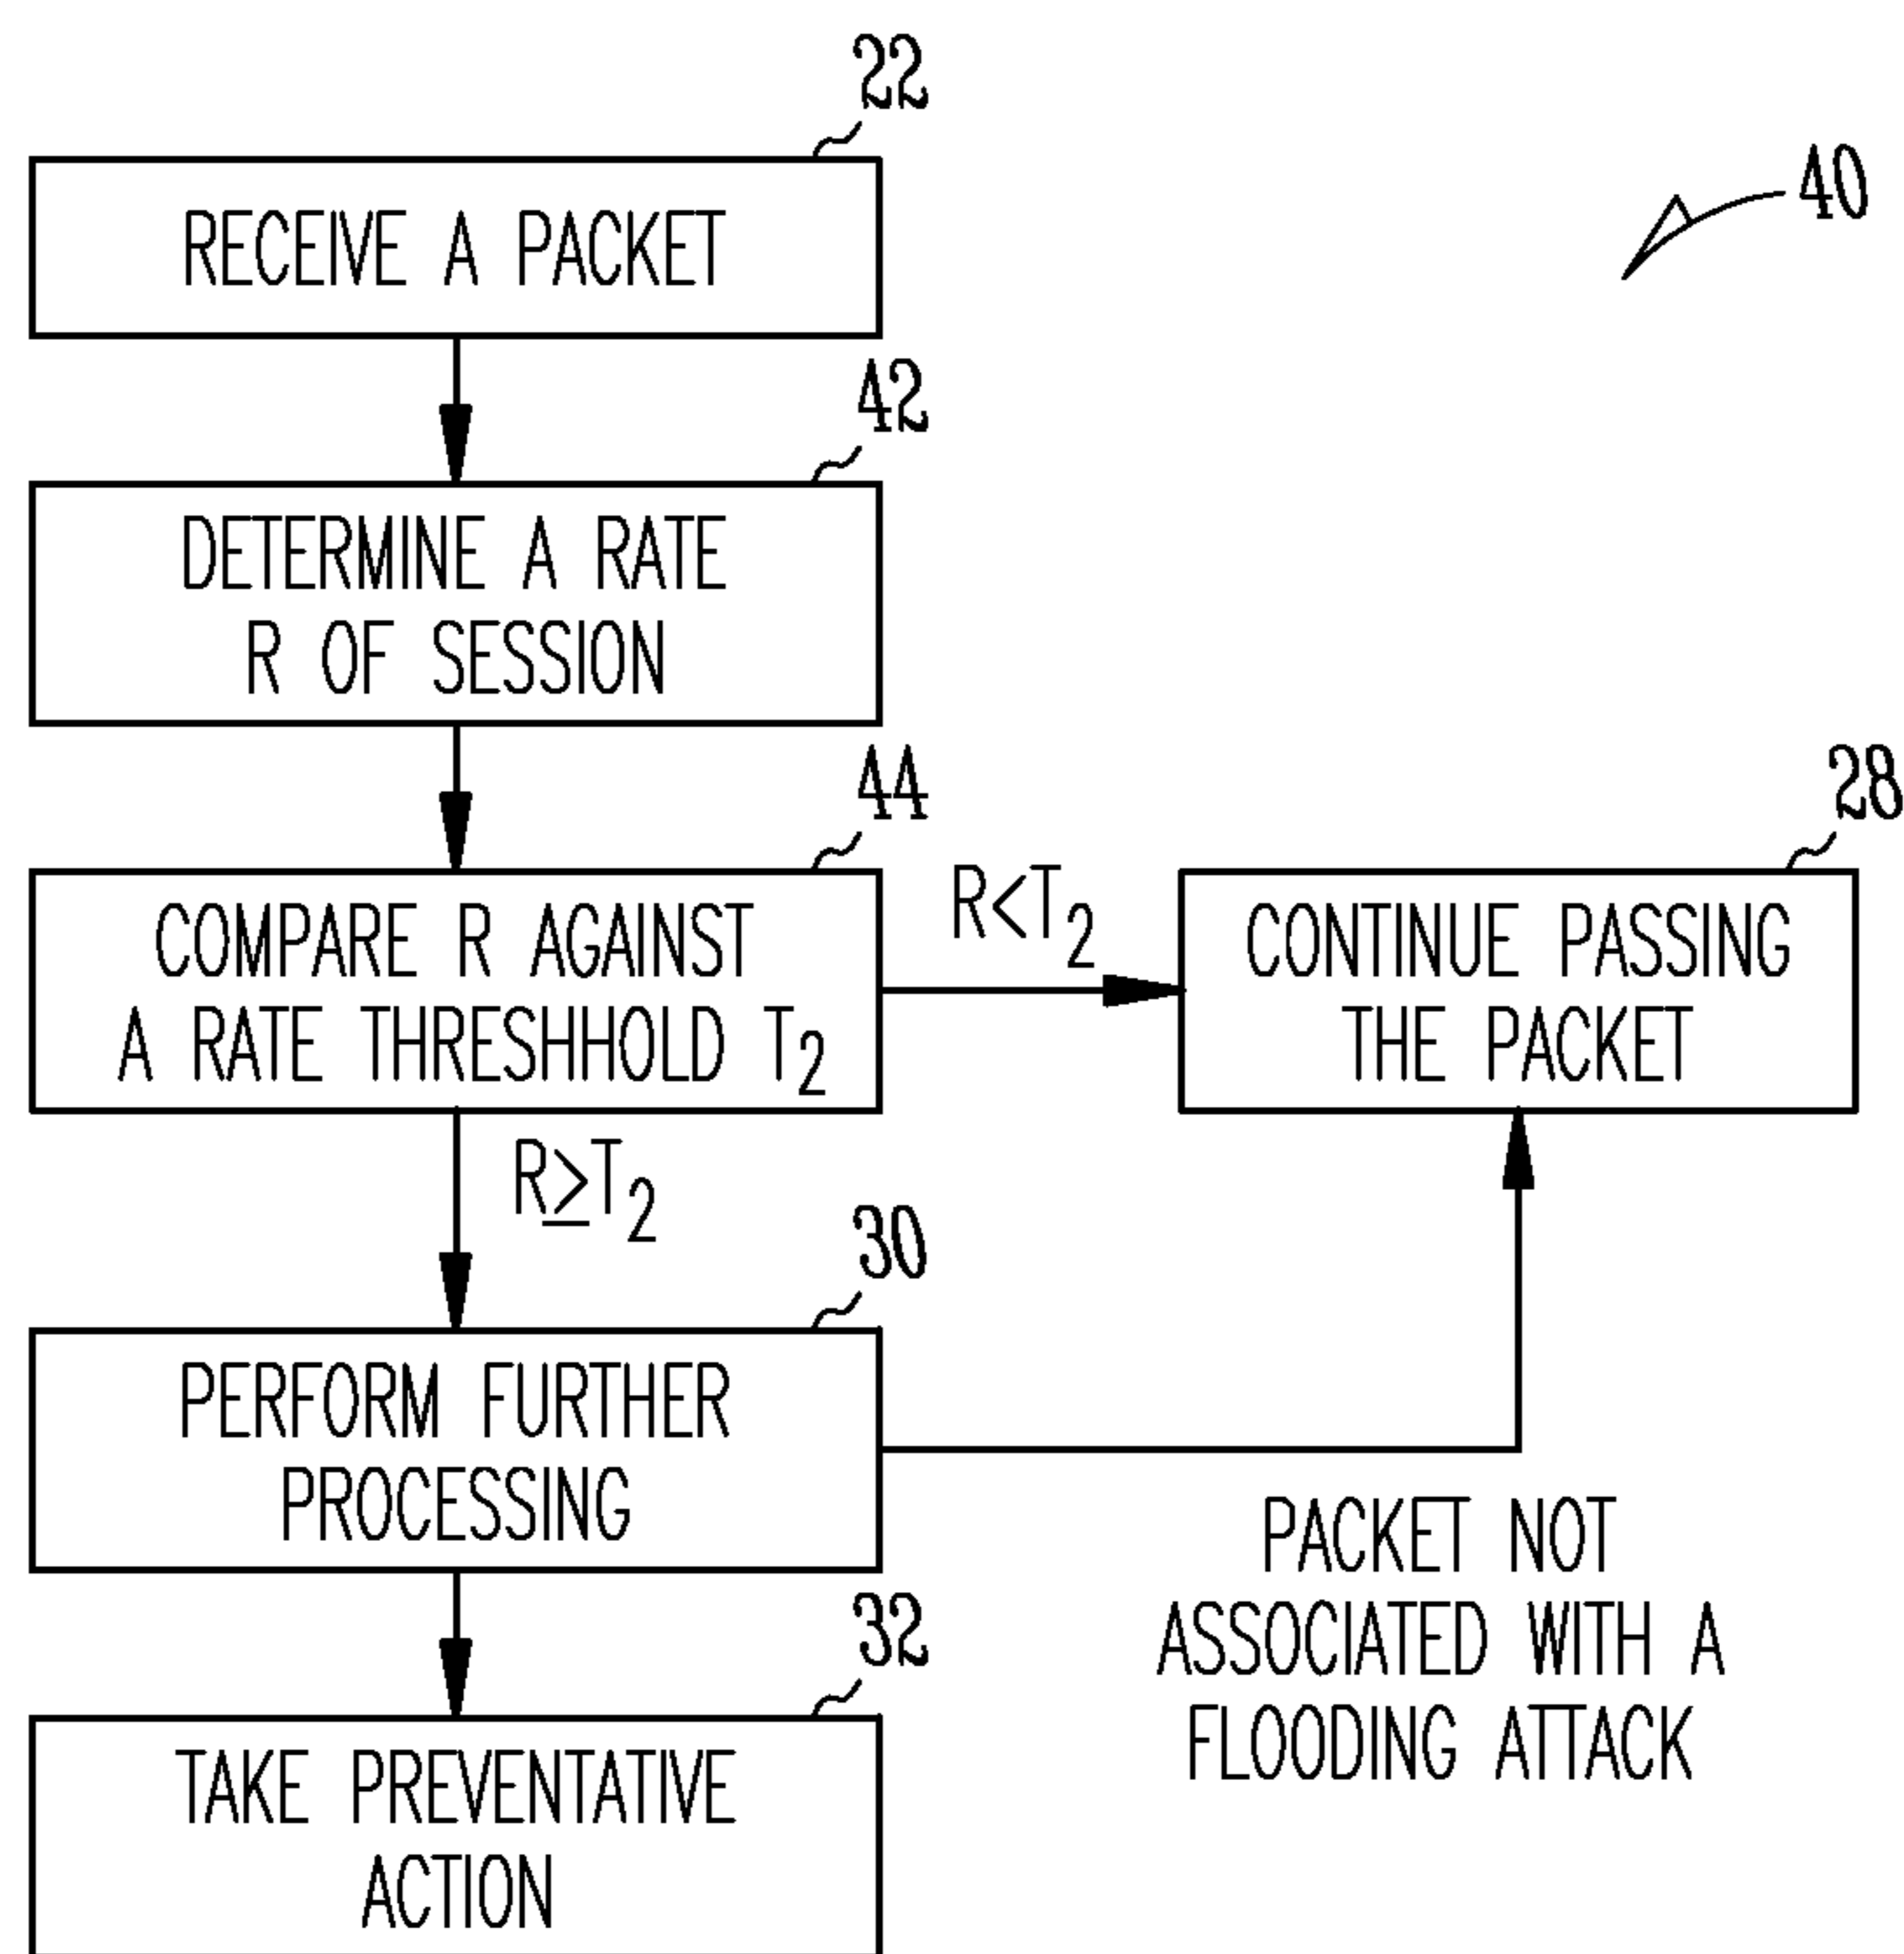 22
RECEIVE A PACKET
40
42
DETERMINE A RATE
R OF SESSION
44
COMPARE R AGAINST
A RATE THRESHHOLD T2
R<T2
28
CONTINUE PASSING
THE PACKET
R≥T2
30
PERFORM FURTHER
PROCESSING
PACKET NOT
ASSOCIATED WITH A
FLOODING ATTACK
32
TAKE PREVENTATIVE
ACTION